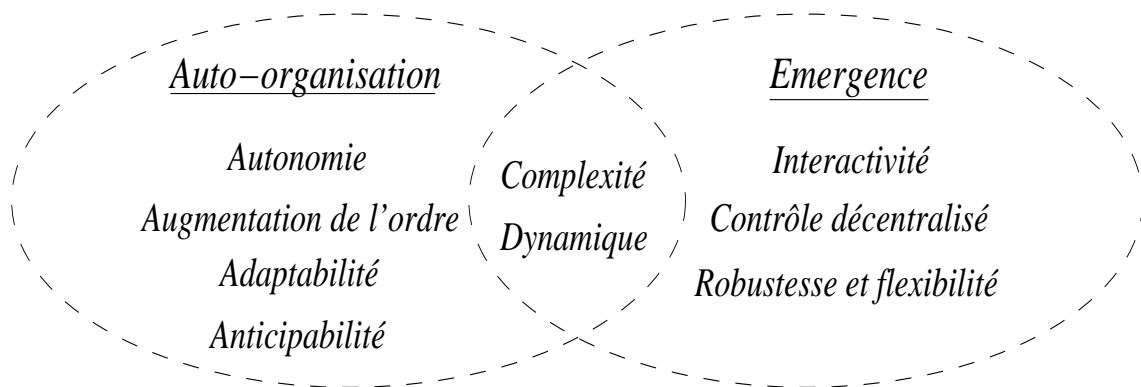 Auto−organisation
Autonomie
Augmentation de l'ordre
Adaptabilité
Anticipabilité
Complexité
Dynamique
Emergence
Interactivité
Contrôle décentralisé
Robustesse et flexibilité